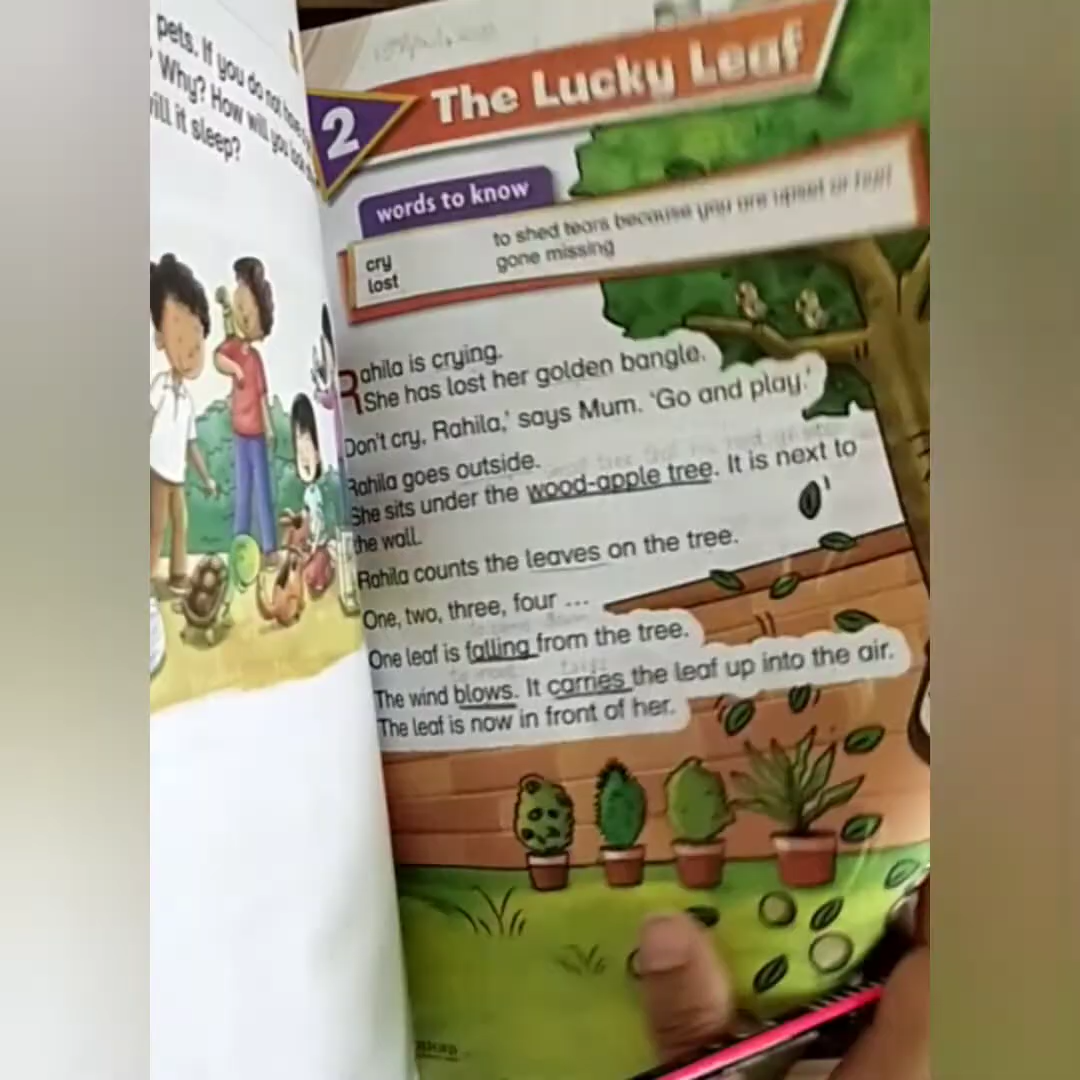 pets. If you do not
Why? How will you
will it sleep?
2
The Lucky Leaf
words to know
cry to shed tears because you are upset or hurt
lost gone missing
Rahila is crying.
She has lost her golden bangle.
Don't cry, Rahila,' says Mum. 'Go and play.'
Rahila goes outside.
She sits under the wood-apple tree. It is next to
the wall.
Rahila counts the leaves on the tree.
One, two, three, four ...
One leaf is falling from the tree.
The wind blows. It carries the leaf up into the air.
The leaf is now in front of her.